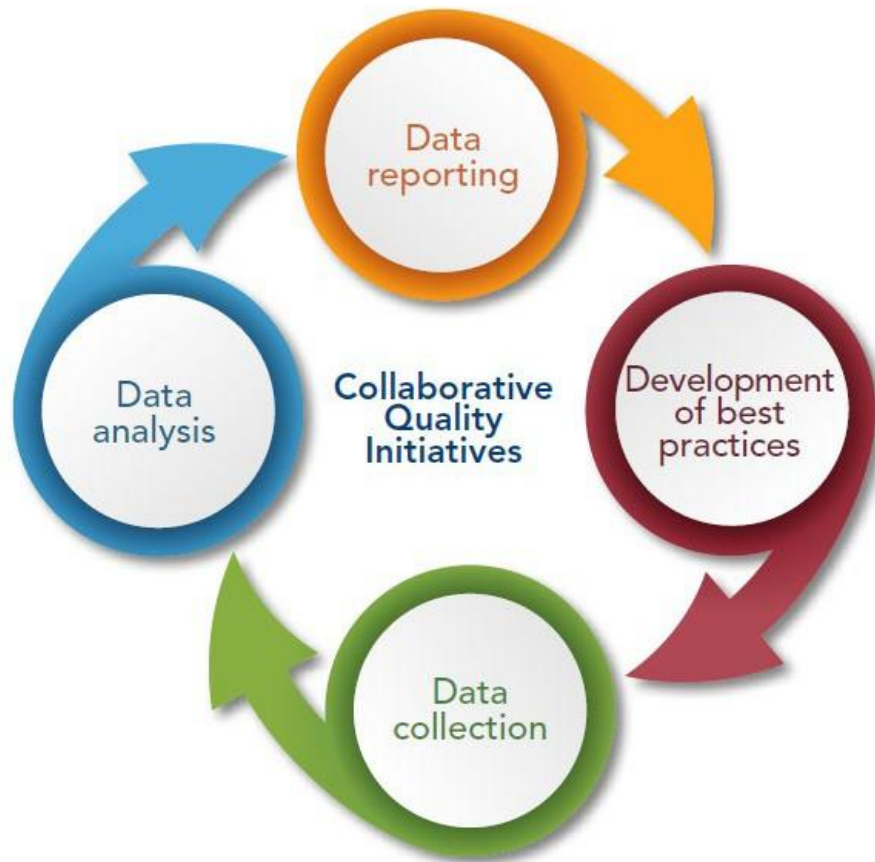 Data
reporting
Development
of best
practices
Data
collection
Data
analysis
Collaborative
Quality
Initiatives